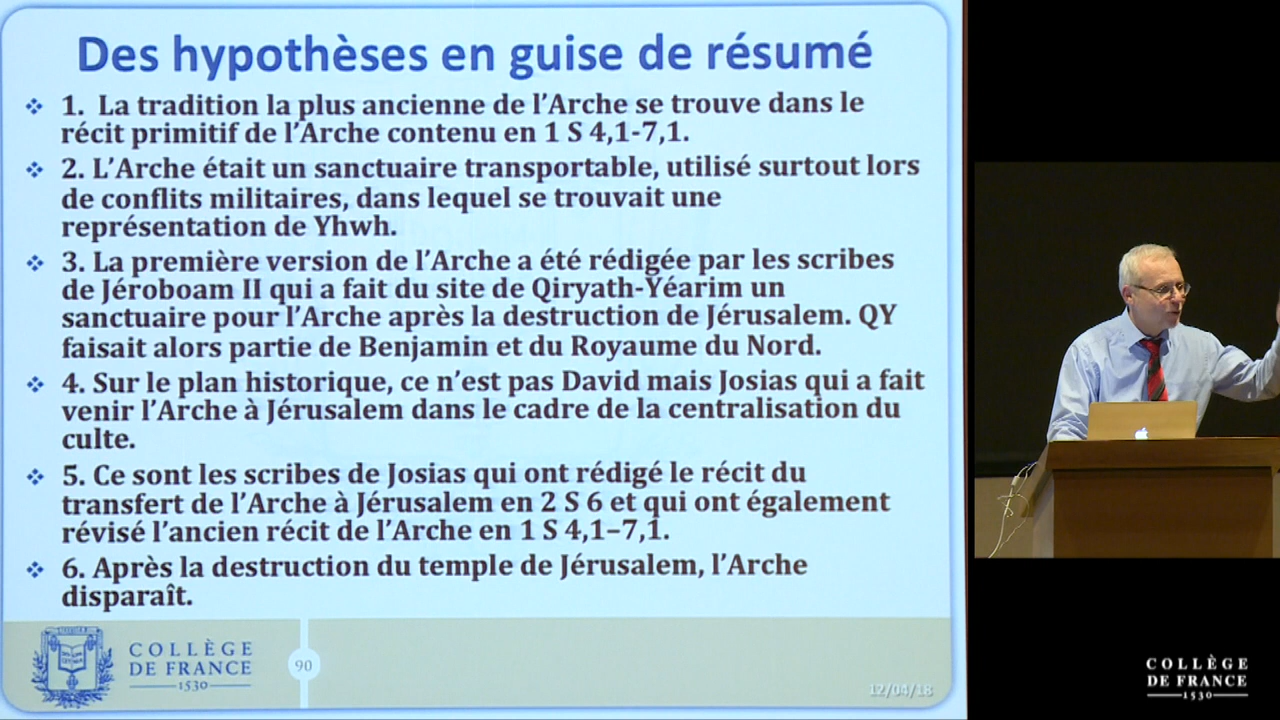 Des hypothèses en guise de résumé
1. La tradition la plus ancienne de l’Arche se trouve dans le
récit primitif de l’Arche contenu en 1 S 4,1-7,1.
2. L’Arche était un sanctuaire transportable, utilisé surtout lors
de conflits militaires, dans lequel se trouvait une
représentation de Yhwh.
3. La première version de l’Arche a été rédigée par les scribes
de Jéroboam II qui a fait du site de Qiryath-Yéarim un
sanctuaire pour l’Arche après la destruction de Jérusalem. QY
faisait alors partie de Benjamin et du Royaume du Nord.
4. Sur le plan historique, ce n’est pas David mais Josias qui a fait
venir l’Arche à Jérusalem dans le cadre de la centralisation du
culte.
5. Ce sont les scribes de Josias qui ont rédigé le récit du
transfert de l’Arche à Jérusalem en 2 S 6 et qui ont également
révisé l’ancien récit de l’Arche en 1 S 4,1–7,1.
6. Après la destruction du temple de Jérusalem, l’Arche
disparaît.
COLLÈGE
DE FRANCE
1530
90
12/04/18
COLLÈGE
DE FRANCE
1530